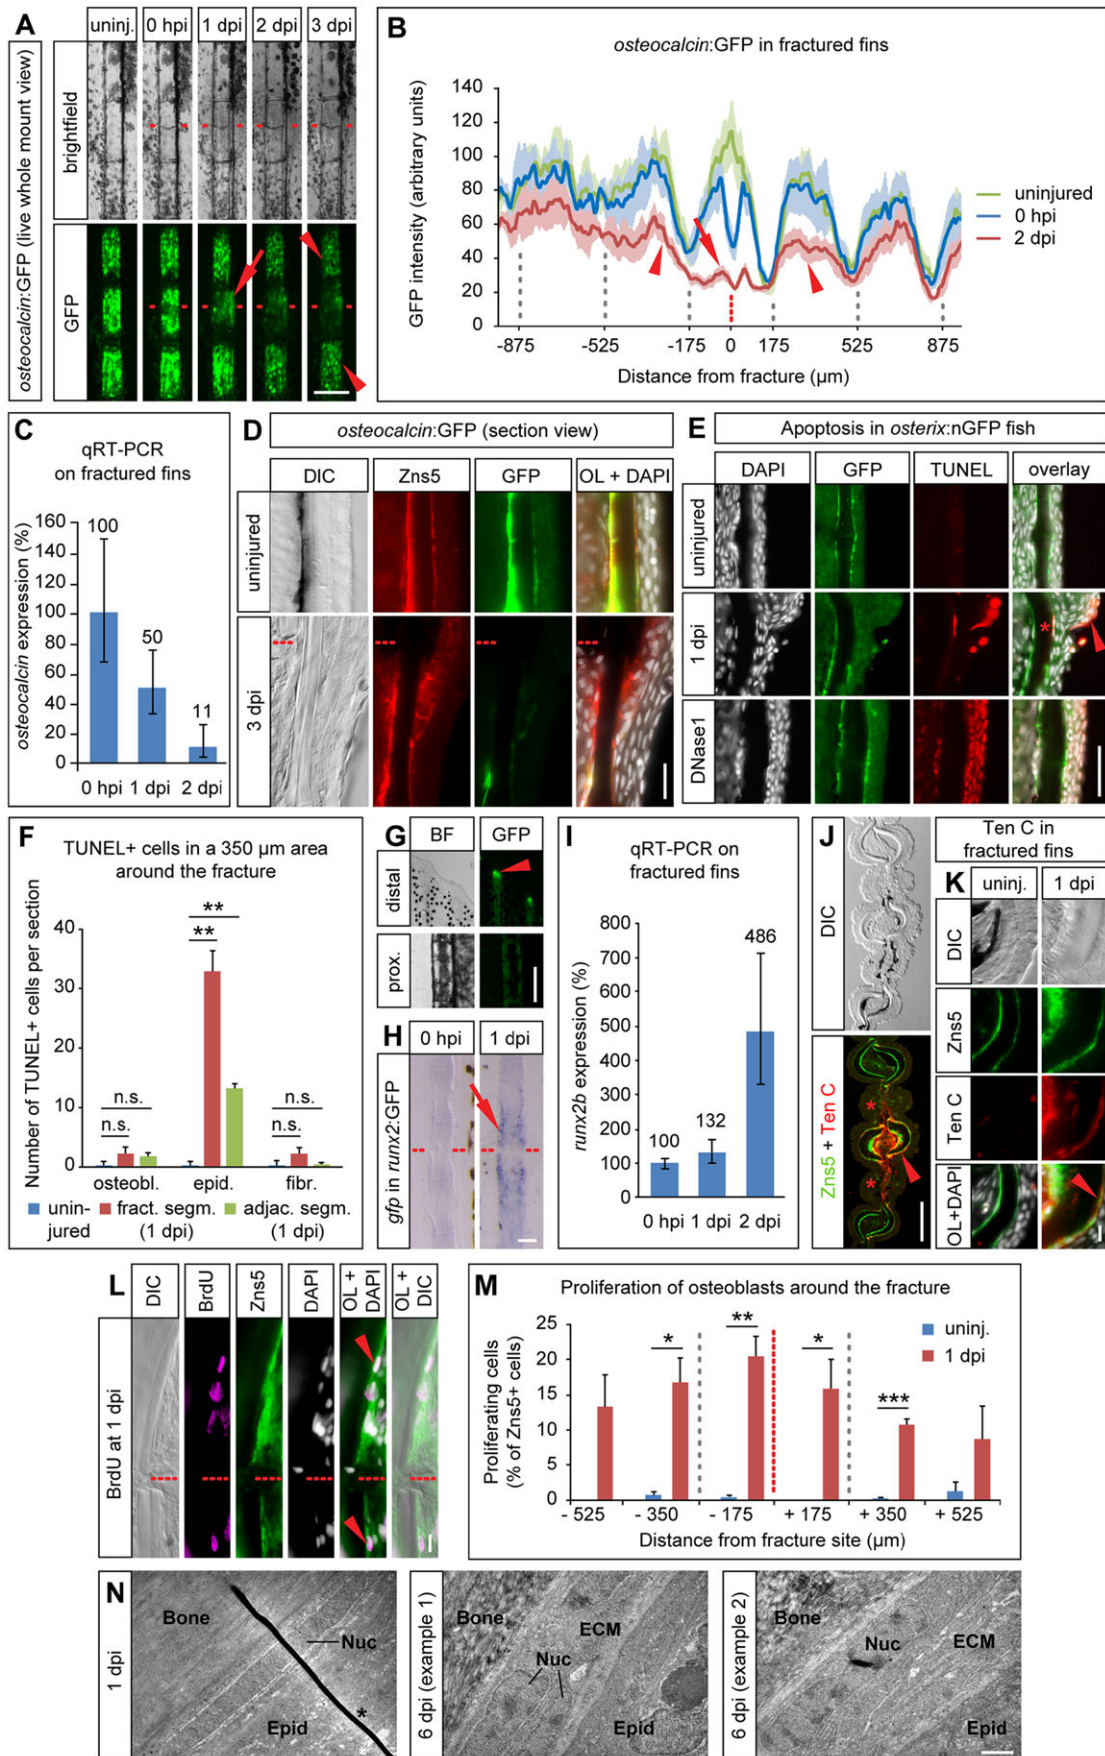 A
uninj.
0 hpi
1 dpi
2 dpi
3 dpi
osteocalcin:GFP (live whole mount view)
brightfield
GFP
B
osteocalcin:GFP in fractured fins
GFP intensity (arbitrary units)
140
120
100
80
60
40
20
0
-875
-525
-175
0
175
525
875
Distance from fracture (µm)
uninjured
0 hpi
2 dpi
C
qRT-PCR
on fractured fins
osteocalcin expression (%)
160
140
120
100
80
60
40
20
0
100
50
11
0 hpi
1 dpi
2 dpi
D
osteocalcin:GFP (section view)
DIC
Zns5
GFP
OL + DAPI
uninjured
3 dpi
E
Apoptosis in osterix:nGFP fish
DAPI
GFP
TUNEL
overlay
uninjured
1 dpi
*
DNase1
F
TUNEL+ cells in a 350 µm area
around the fracture
Number of TUNEL+ cells per section
40
30
20
10
0
n.s.
n.s.
**
**
n.s.
n.s.
osteobl.
epid.
fibr.
unin-
jured
fract. segm.
(1 dpi)
adjac. segm.
(1 dpi)
G
BF
GFP
distal
prox.
H
0 hpi
1 dpi
gfp in runx2:GFP
I
qRT-PCR on
fractured fins
runx2b expression (%)
800
700
600
500
400
300
200
100
0
100
132
486
0 hpi
1 dpi
2 dpi
J
DIC
Zns5 + Ten C
*
*
Ten C in
fractured fins
K
uninj.
1 dpi
DIC
Zns5
Ten C
OL+DAPI
L
DIC
BrdU
Zns5
DAPI
OL +
DAPI
OL +
DIC
BrdU at 1 dpi
M
Proliferation of osteoblasts around the fracture
Proliferating cells
(% of Zns5+ cells)
25
20
15
10
5
0
*
**
*
***
uninj.
1 dpi
- 525
- 350
- 175
+ 175
+ 350
+ 525
Distance from fracture site (µm)
N
1 dpi
Bone
Nuc
Epid
*
6 dpi (example 1)
Bone
ECM
Nuc
Epid
6 dpi (example 2)
Bone
Nuc
ECM
Epid